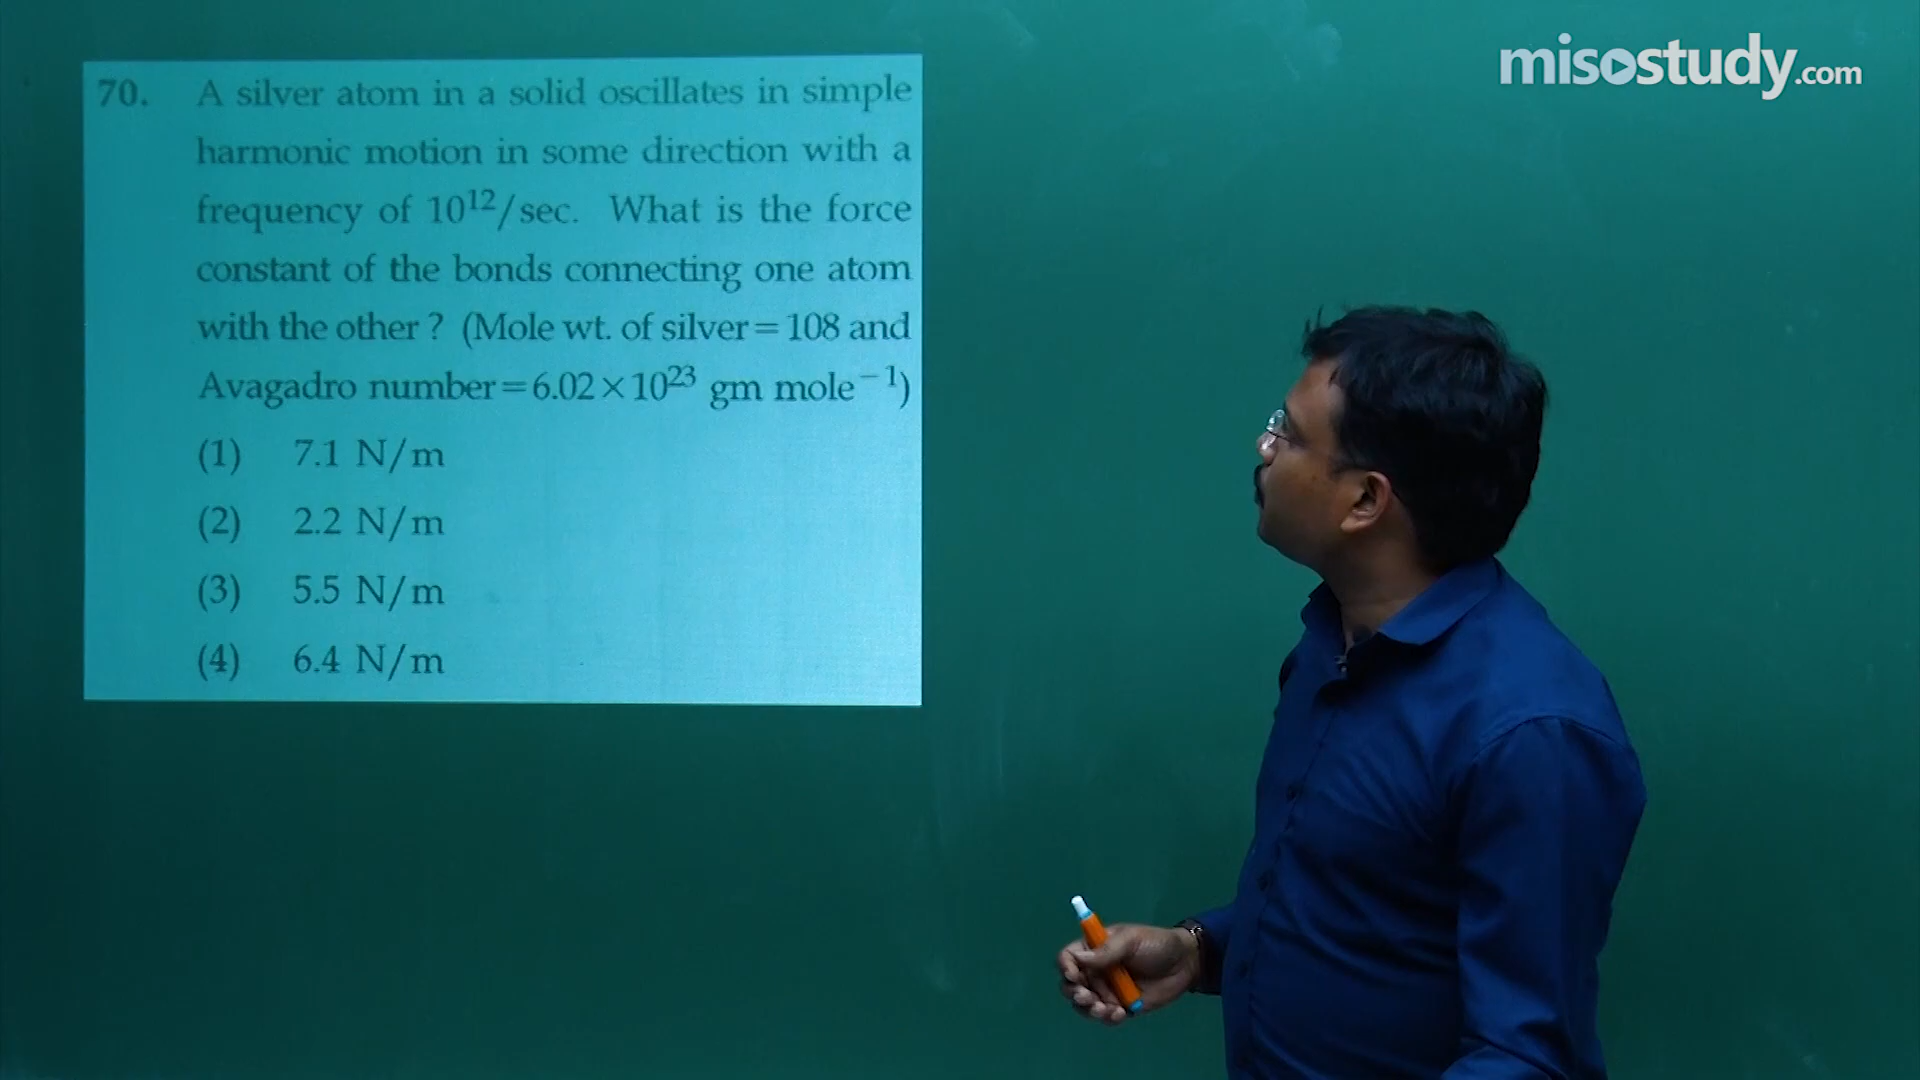 misostudy.com
70. A silver atom in a solid oscillates in simple
harmonic motion in some direction with a
frequency of 10¹²/sec. What is the force
constant of the bonds connecting one atom
with the other ? (Mole wt. of silver=108 and
Avagadro number=6.02×10²³ gm mole⁻¹)
(1) 7.1 N/m
(2) 2.2 N/m
(3) 5.5 N/m
(4) 6.4 N/m